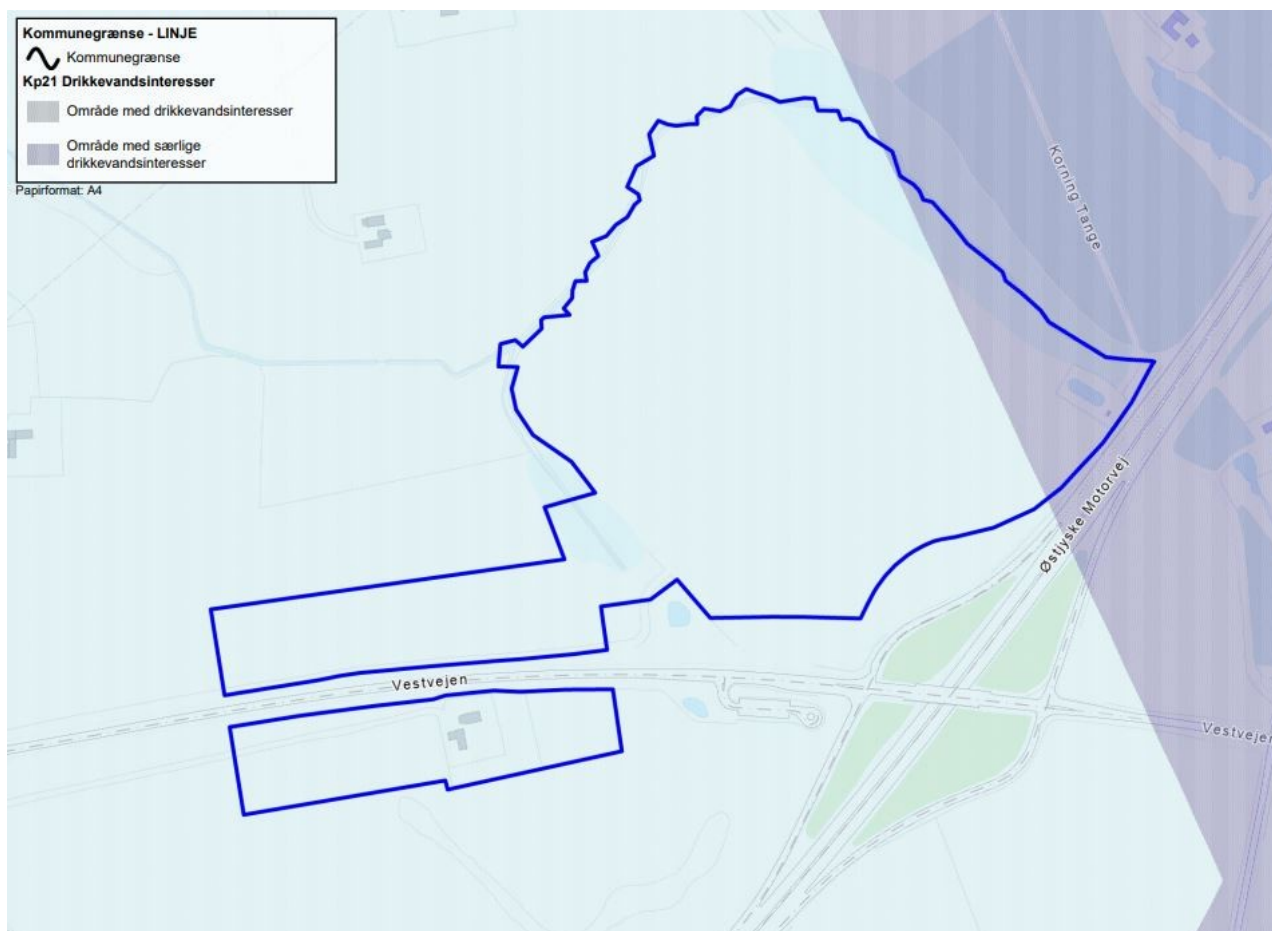 Kommunegrænse - LINJE
Kommunegrænse
Kp21 Drikkevandsinteresser
Område med drikkevandsinteresser
Område med særlige
drikkevandsinteresser
Papirformat: A4
Korning Tange
Østjyske Motorvej
Vestvejen
Vestvejen